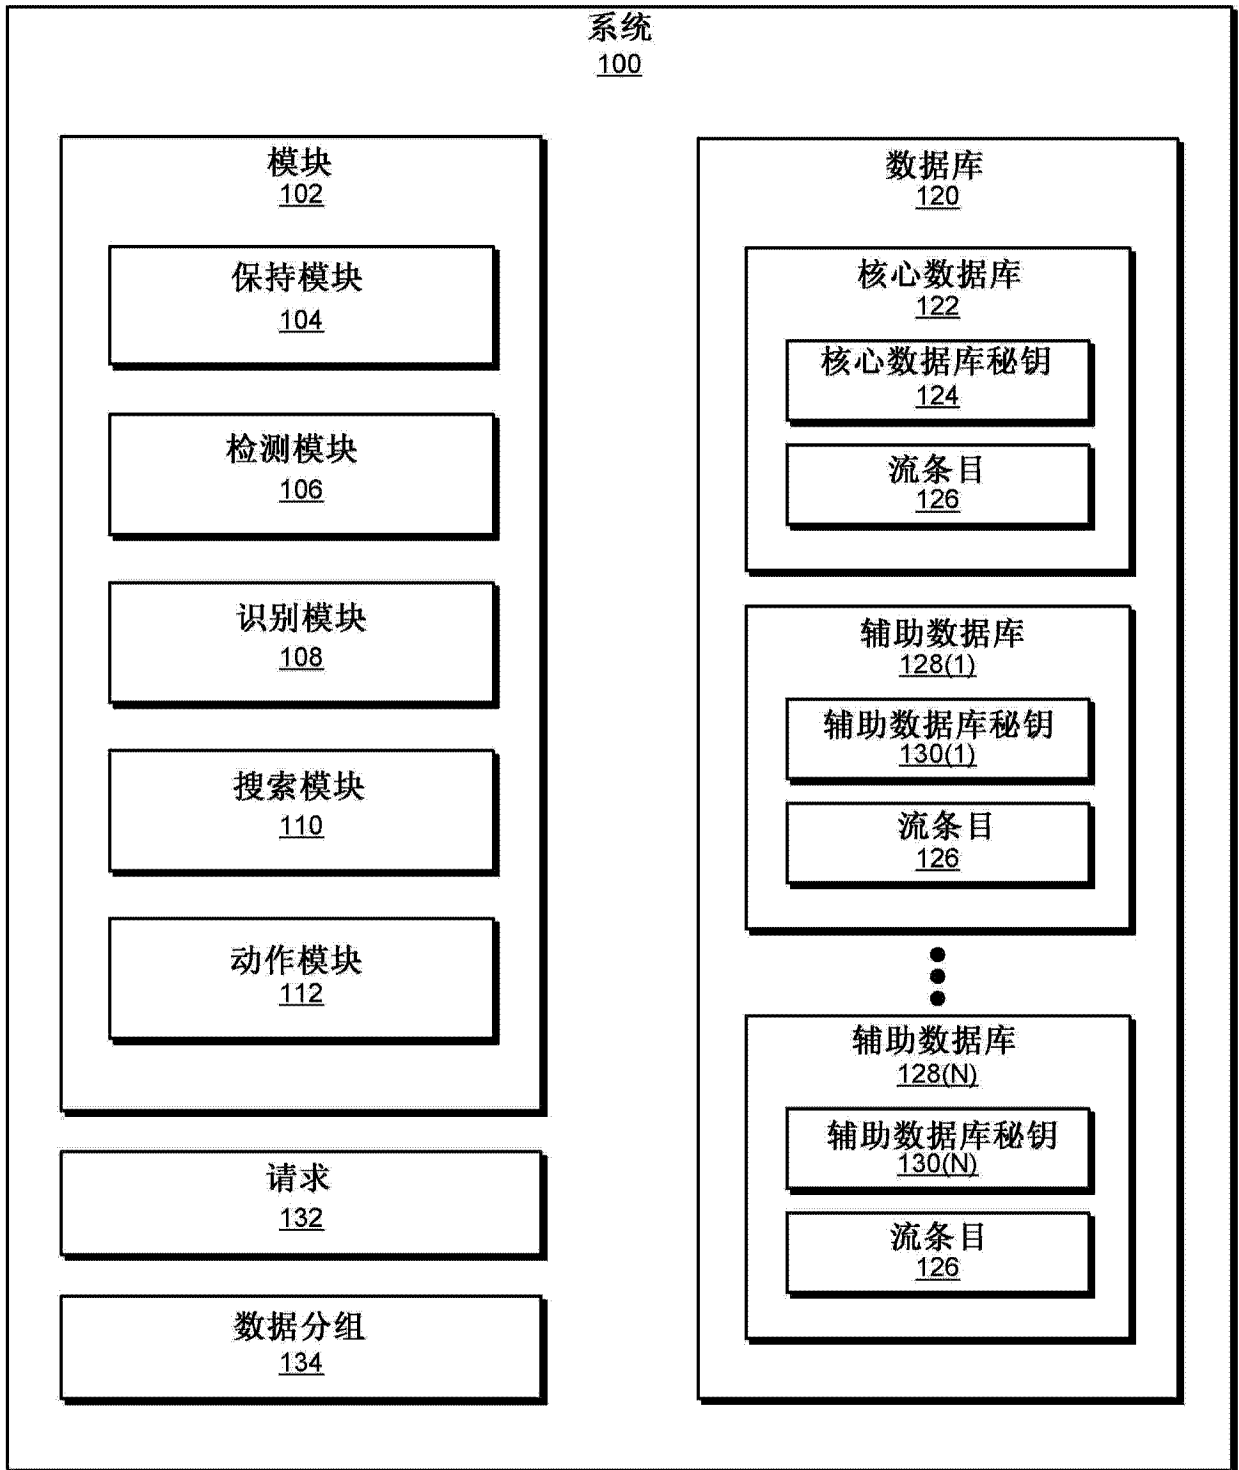 系统
100
模块
102
保持模块
104
检测模块
106
识别模块
108
搜索模块
110
动作模块
112
请求
132
数据分组
134
数据库
120
核心数据库
122
核心数据库秘钥
124
流条目
126
辅助数据库
128(1)
辅助数据库秘钥
130(1)
流条目
126
辅助数据库
128(N)
辅助数据库秘钥
130(N)
流条目
126